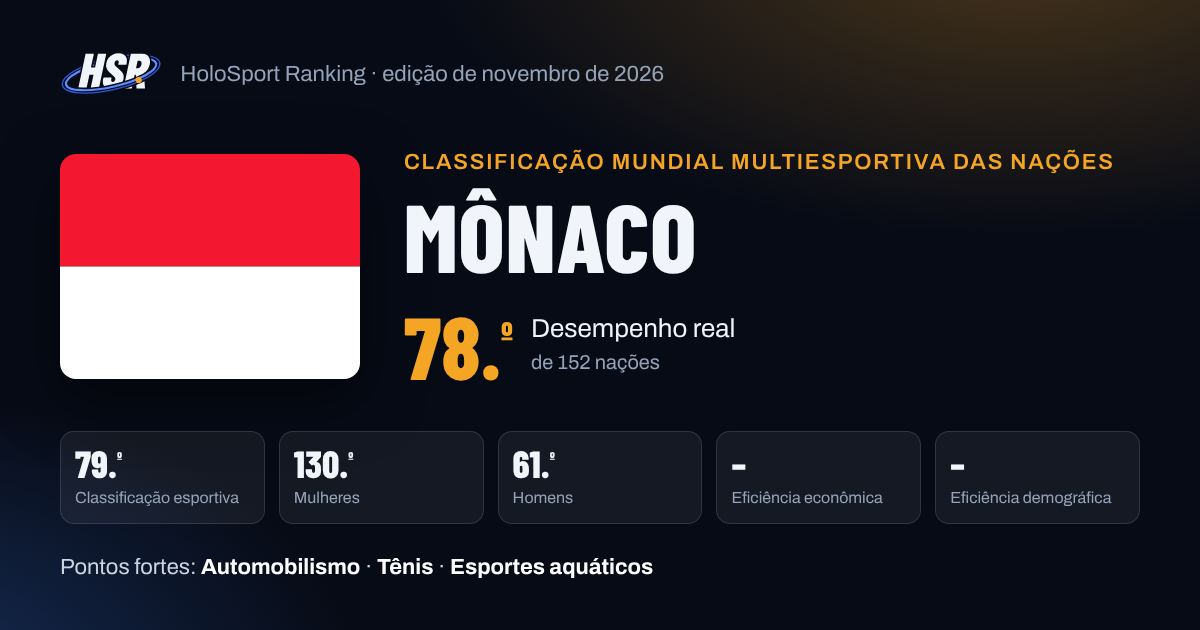 HSR
HoloSport Ranking · edição de novembro de 2026
CLASSIFICAÇÃO MUNDIAL MULTIESPORTIVA DAS NAÇÕES
MÔNACO
78.º
Desempenho real
de 152 nações
79.º
Classificação esportiva
130.º
Mulheres
61.º
Homens
–
Eficiência econômica
–
Eficiência demográfica
Pontos fortes: Automobilismo · Tênis · Esportes aquáticos